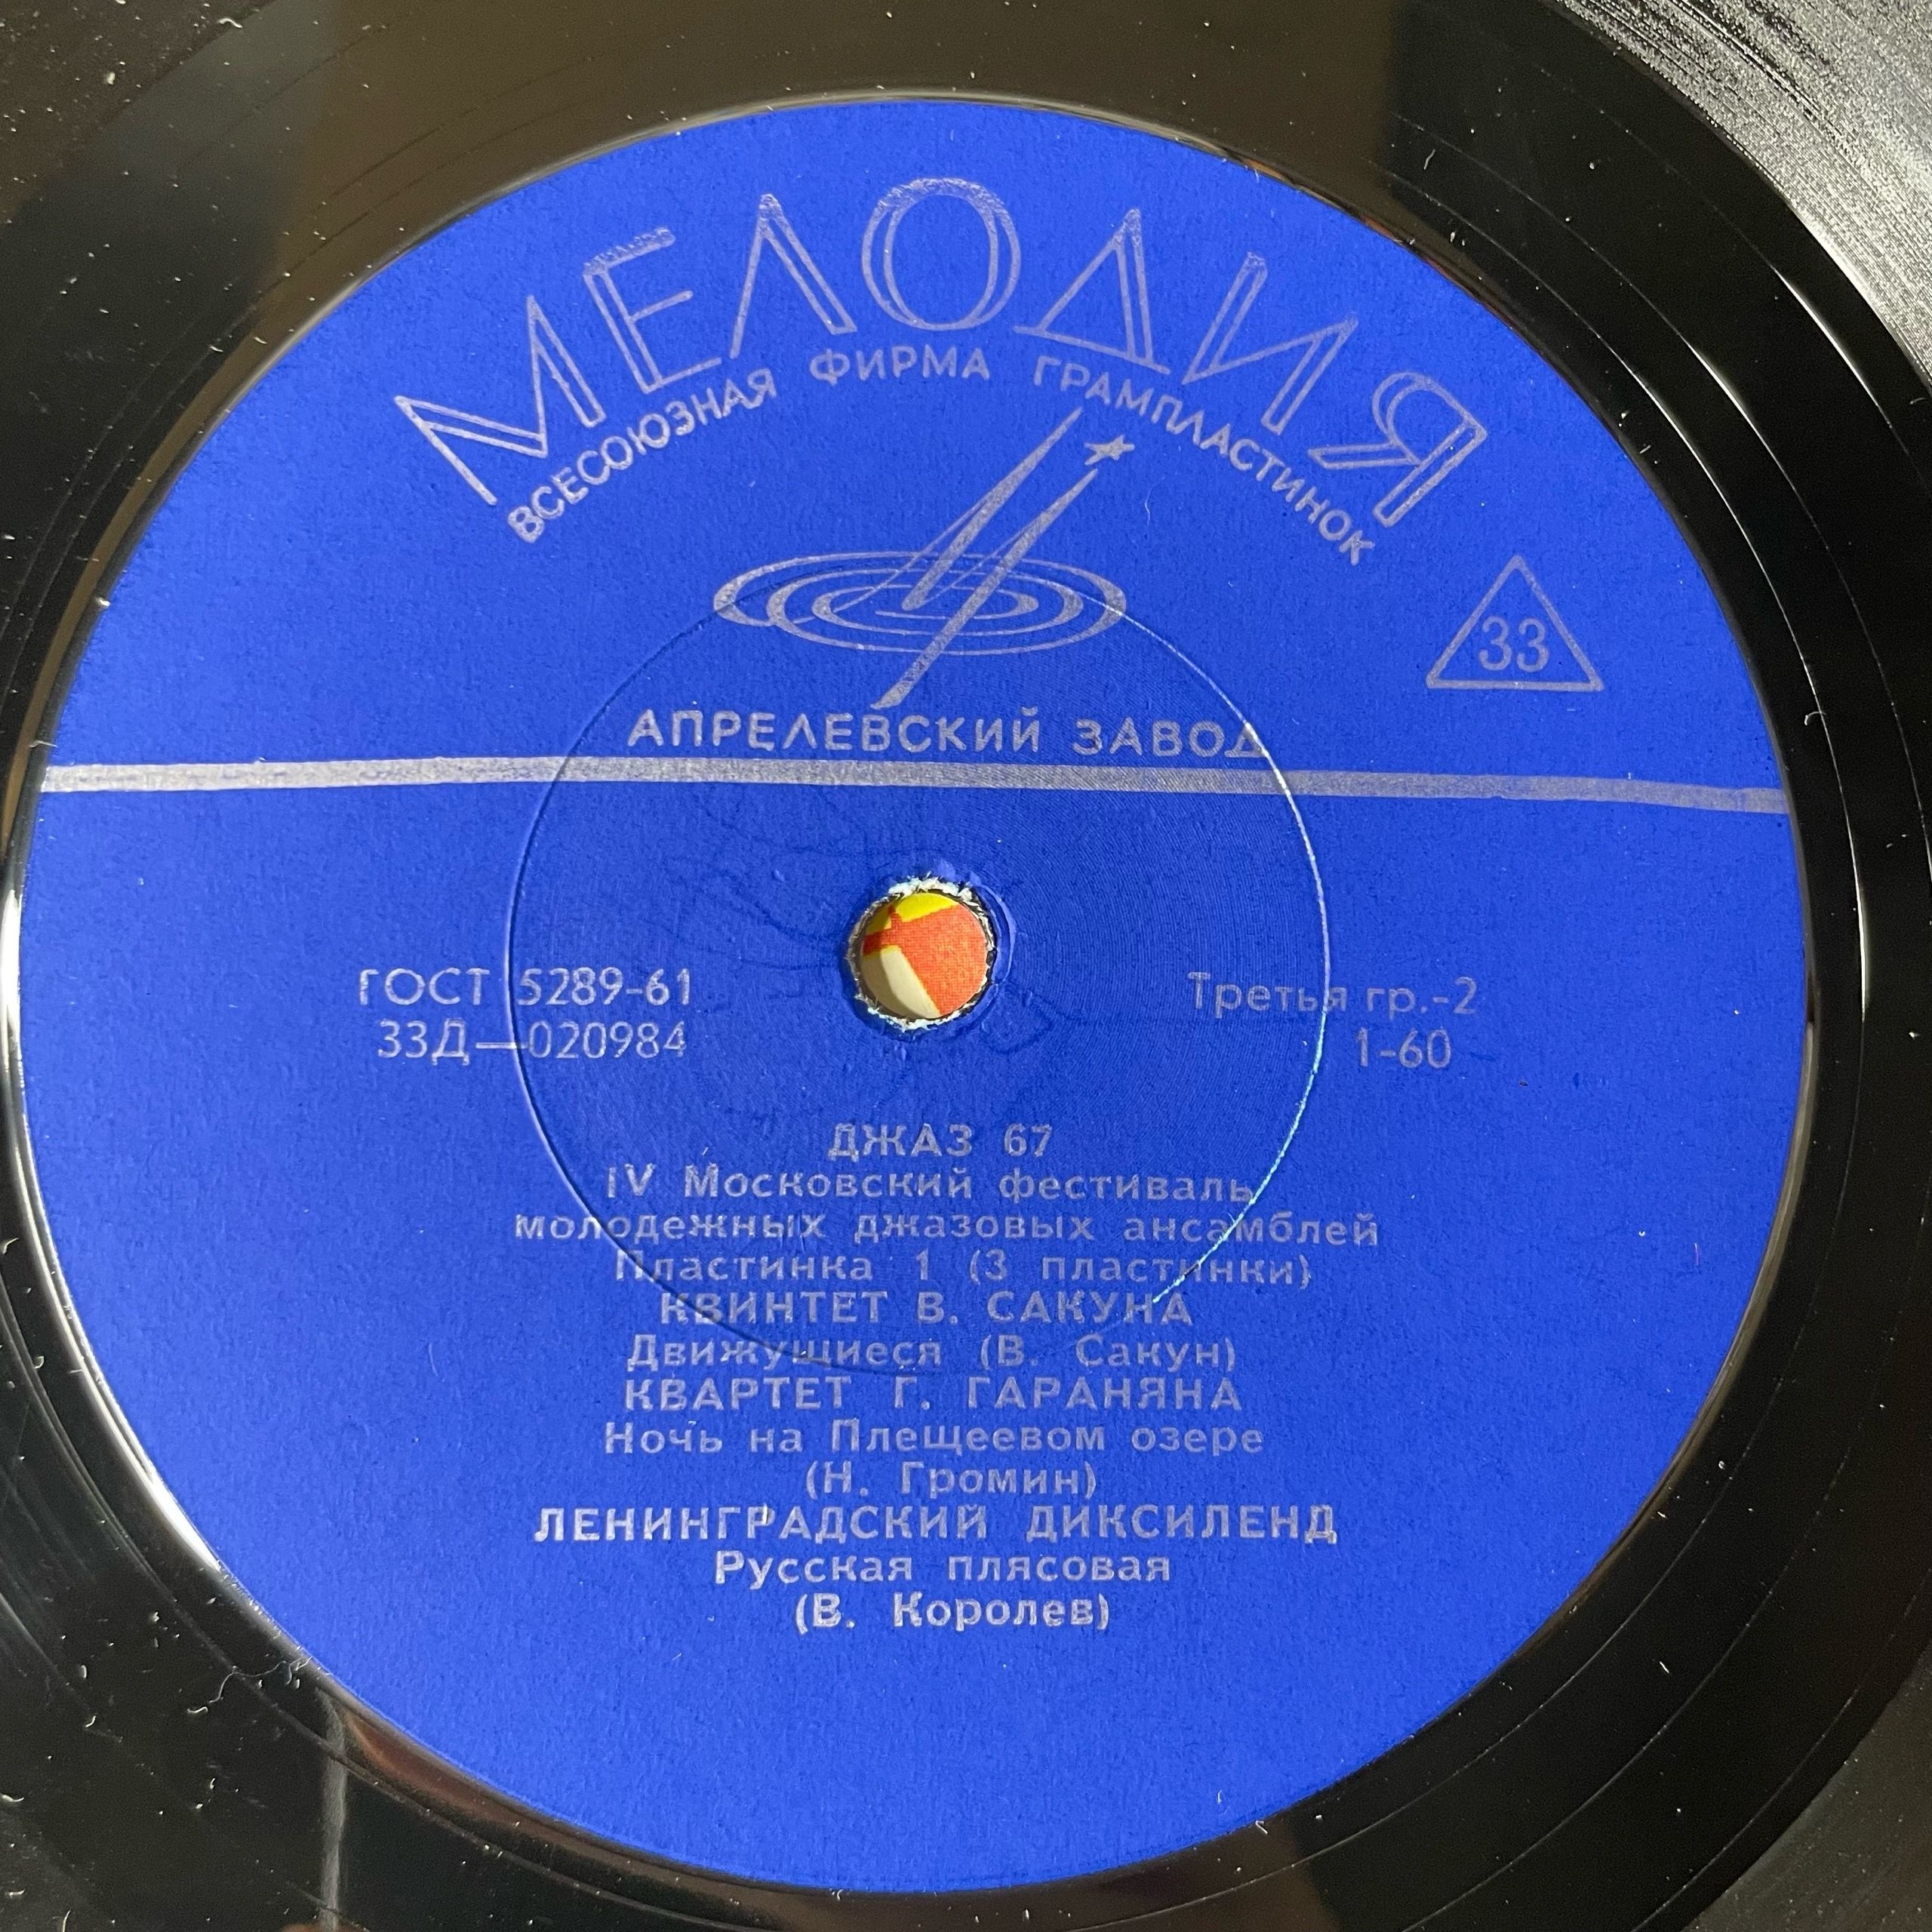 МЕЛОДИЯ
ВСЕСОЮЗНАЯ ФИРМА ГРАМПЛАСТИНОК
33
АПРЕЛЕВСКИЙ ЗАВОД
ГОСТ 5289-61
33Д—020984
Третья гр.-2
1-60
ДЖАЗ 67
IV Московский фестиваль
молодежных джазовых ансамблей
Пластинка 1 (3 пластинки)
КВИНТЕТ В. САКУНА
Движущиеся (В. Сакун)
КВАРТЕТ Г. ГАРАНЯНА
Ночь на Плещеевом озере
(Н. Громин)
ЛЕНИНГРАДСКИЙ ДИКСИЛЕНД
Русская плясовая
(В. Королев)